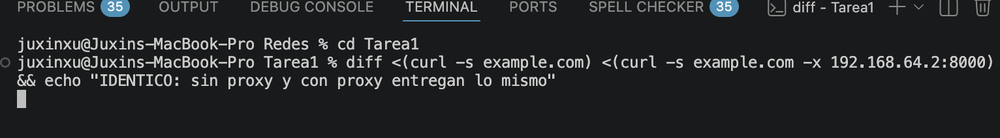 PROBLEMS 35 OUTPUT DEBUG CONSOLE TERMINAL PORTS SPELL CHECKER 35 diff - Tarea1
juxinxu@Juxins-MacBook-Pro Redes % cd Tarea1
juxinxu@Juxins-MacBook-Pro Tarea1 % diff <(curl -s example.com) <(curl -s example.com -x 192.168.64.2:8000)
&& echo "IDENTICO: sin proxy y con proxy entregan lo mismo"